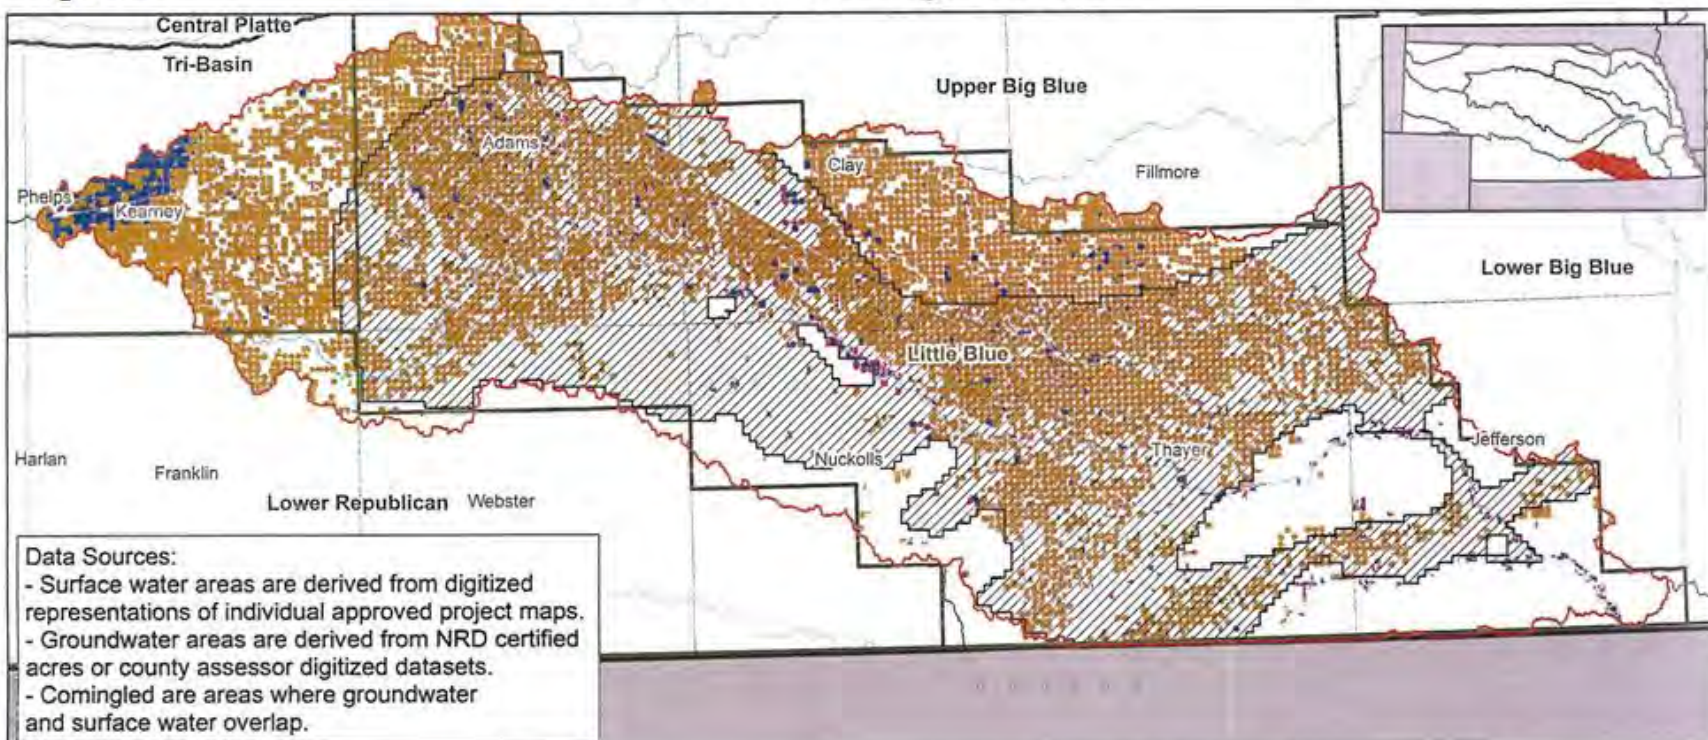 Central Platte
Tri-Basin
Upper Big Blue
Adams
Clay
Fillmore
Phelps
Kearney
Lower Big Blue
Little Blue
Harlan
Franklin
Lower Republican
Webster
Nuckolls
Thayer
Jefferson
Data Sources:
- Surface water areas are derived from digitized
representations of individual approved project maps.
- Groundwater areas are derived from NRD certified
acres or county assessor digitized datasets.
- Comingled are areas where groundwater
and surface water overlap.